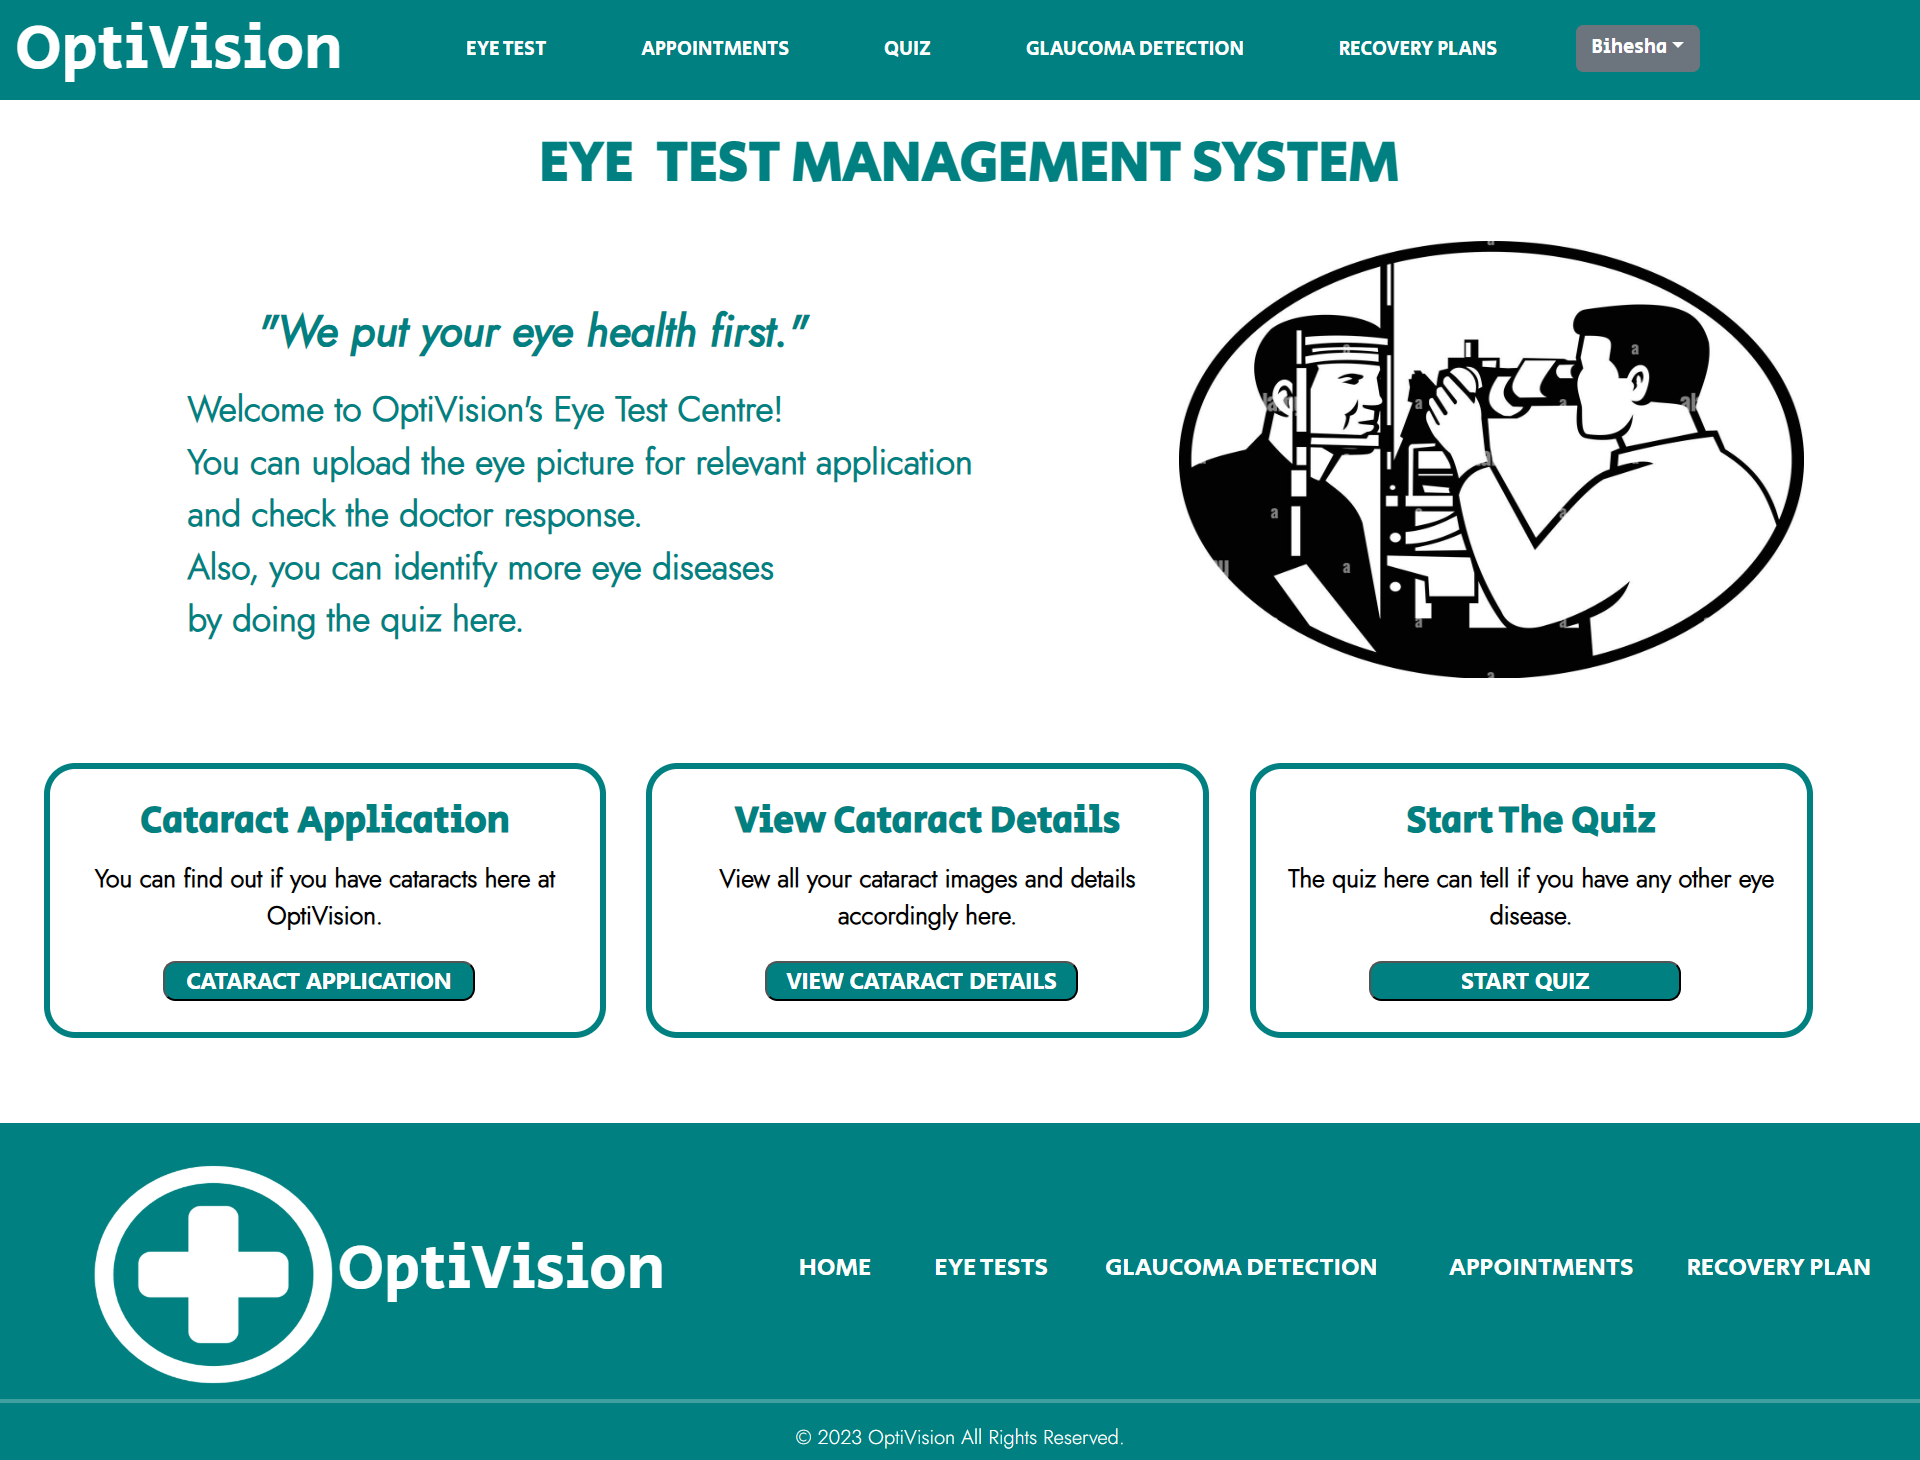 OptiVision
EYE TEST
APPOINTMENTS
QUIZ
GLAUCOMA DETECTION
RECOVERY PLANS
Bihesha
EYE TEST MANAGEMENT SYSTEM
"We put your eye health first."
Welcome to OptiVision's Eye Test Centre!
You can upload the eye picture for relevant application
and check the doctor response.
Also, you can identify more eye diseases
by doing the quiz here.
Cataract Application
You can find out if you have cataracts here at
OptiVision.
CATARACT APPLICATION
View Cataract Details
View all your cataract images and details
accordingly here.
VIEW CATARACT DETAILS
Start The Quiz
The quiz here can tell if you have any other eye
disease.
START QUIZ
OptiVision
HOME
EYE TESTS
GLAUCOMA DETECTION
APPOINTMENTS
RECOVERY PLAN
© 2023 OptiVision All Rights Reserved.